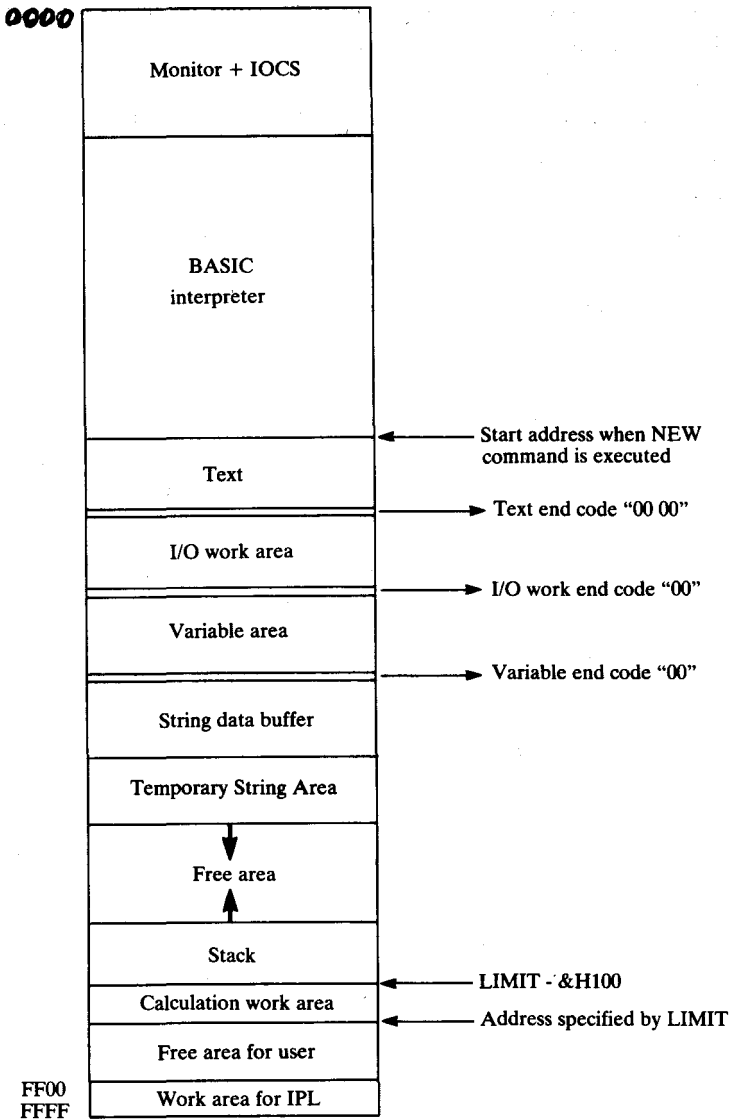 0000
Monitor + IOCS
BASIC
interpreter
Start address when NEW
command is executed
Text
Text end code “00 00”
I/O work area
I/O work end code “00”
Variable area
Variable end code “00”
String data buffer
Temporary String Area
Free area
Stack
LIMIT - &H100
Calculation work area
Address specified by LIMIT
Free area for user
FF00
FFFF
Work area for IPL